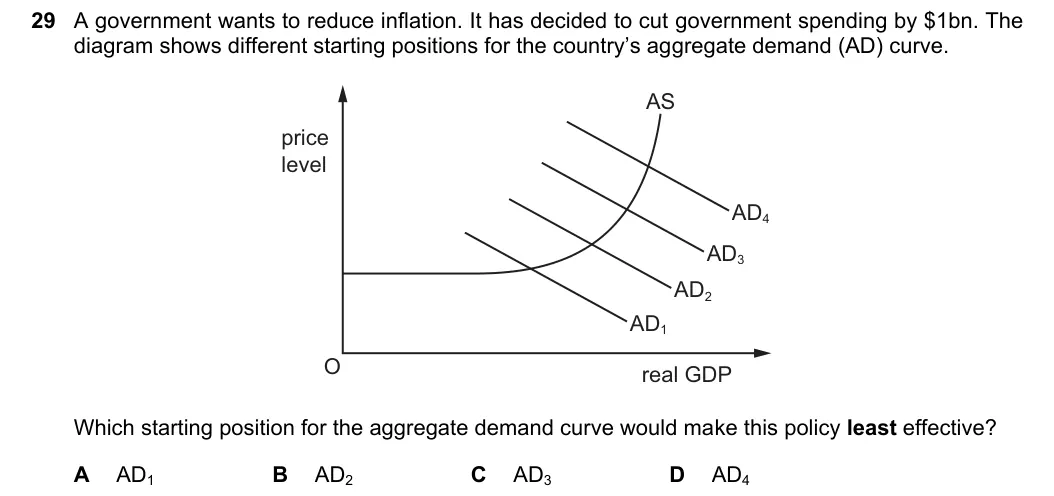 29 A government wants to reduce inflation. It has decided to cut government spending by $1bn. The
diagram shows different starting positions for the country’s aggregate demand (AD) curve.
AS
price
level
AD₄
AD₃
AD₂
AD₁
O
real GDP
Which starting position for the aggregate demand curve would make this policy least effective?
A AD₁ B AD₂ C AD₃ D AD₄